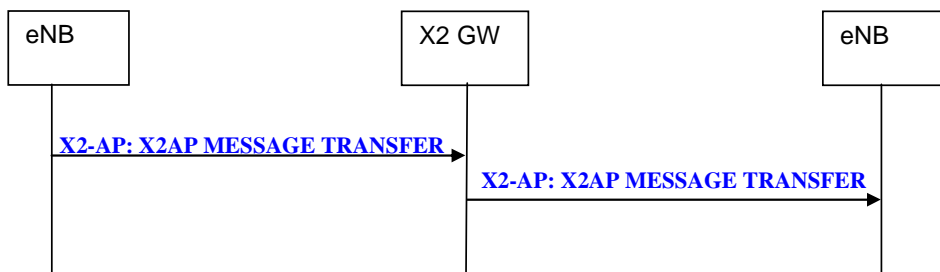 eNB
X2 GW
eNB
X2-AP: X2AP MESSAGE TRANSFER
X2-AP: X2AP MESSAGE TRANSFER